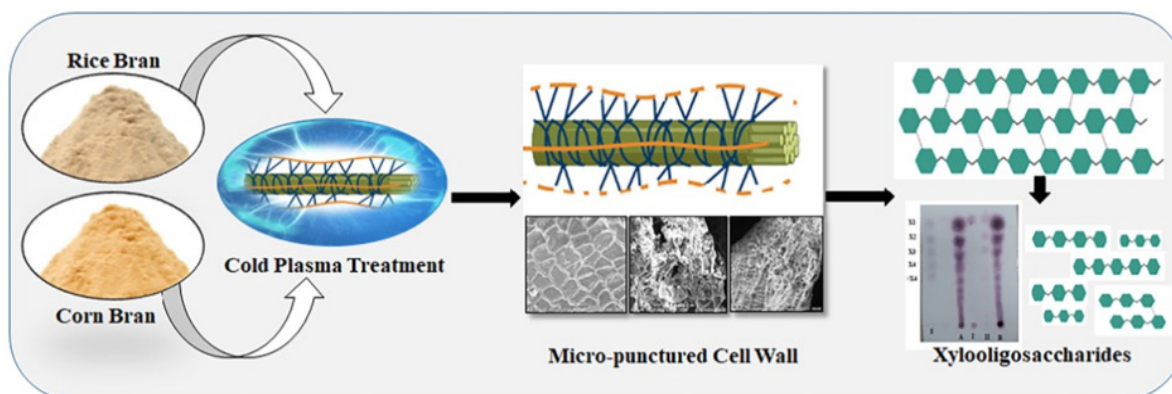 Rice Bran
Corn Bran
Cold Plasma Treatment
Micro-punctured Cell Wall
Xylooligosaccharides